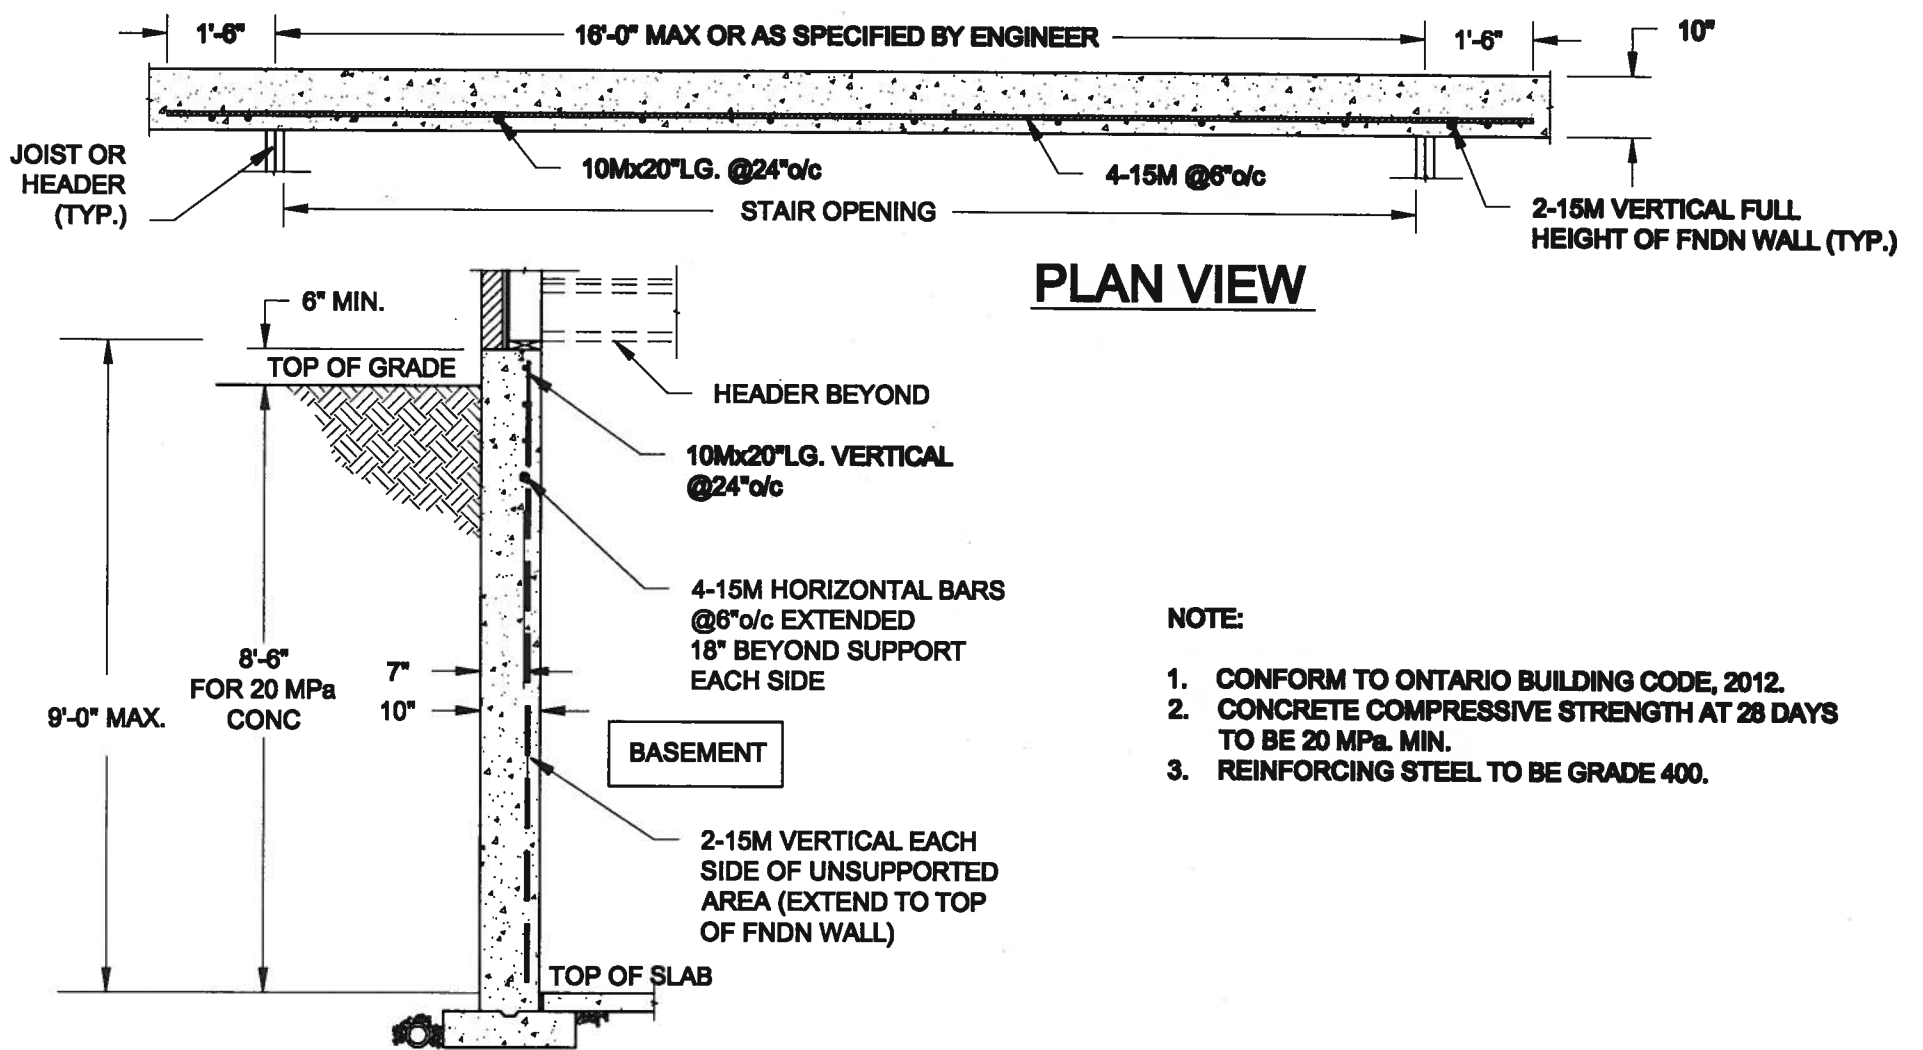 1'-6"
16'-0" MAX OR AS SPECIFIED BY ENGINEER
1'-6"
10"
JOIST OR
HEADER
(TYP.)
10Mx20"LG. @24"o/c
4-15M @6"o/c
STAIR OPENING
2-15M VERTICAL FULL
HEIGHT OF FNDN WALL (TYP.)
PLAN VIEW
6" MIN.
TOP OF GRADE
HEADER BEYOND
10Mx20"LG. VERTICAL
@24"o/c
4-15M HORIZONTAL BARS
@6"o/c EXTENDED
18" BEYOND SUPPORT
EACH SIDE
8'-6"
FOR 20 MPa
CONC
9'-0" MAX.
7"
10"
BASEMENT
2-15M VERTICAL EACH
SIDE OF UNSUPPORTED
AREA (EXTEND TO TOP
OF FNDN WALL)
TOP OF SLAB
NOTE:
1. CONFORM TO ONTARIO BUILDING CODE, 2012.
2. CONCRETE COMPRESSIVE STRENGTH AT 28 DAYS
TO BE 20 MPa. MIN.
3. REINFORCING STEEL TO BE GRADE 400.